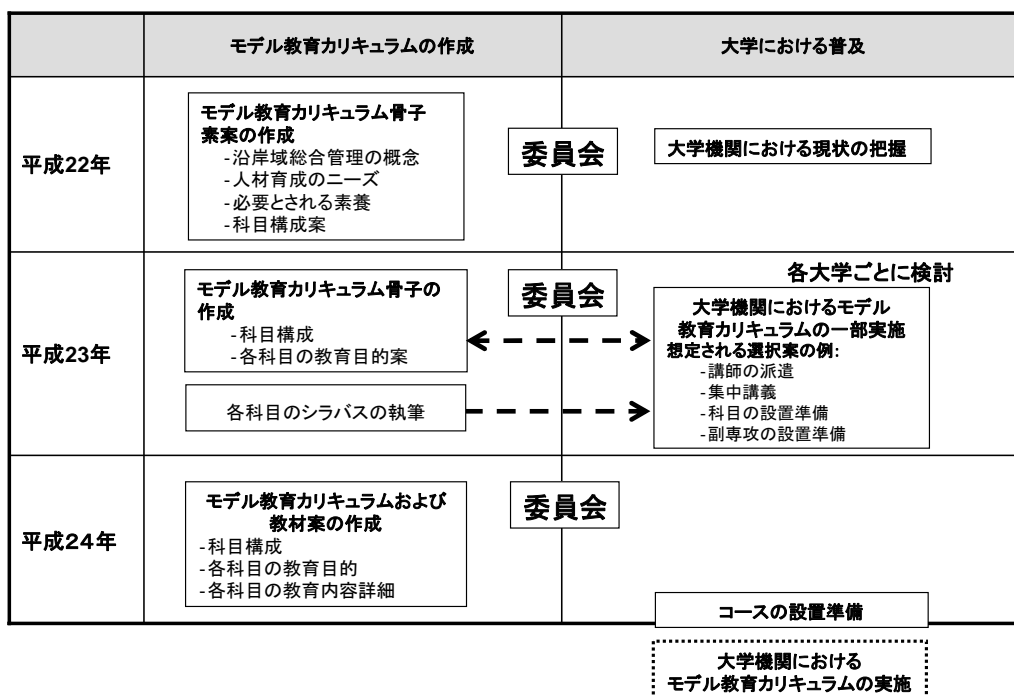 モデル教育カリキュラムの作成
大学における普及
平成22年
モデル教育カリキュラム骨子
素案の作成
-沿岸域総合管理の概念
-人材育成のニーズ
-必要とされる素養
-科目構成案
委員会
大学機関における現状の把握
平成23年
モデル教育カリキュラム骨子の
作成
-科目構成
-各科目の教育目的案
各科目のシラバスの執筆
委員会
各大学ごとに検討
大学機関におけるモデル
教育カリキュラムの一部実施
想定される選択案の例:
-講師の派遣
-集中講義
-科目の設置準備
-副専攻の設置準備
平成24年
モデル教育カリキュラムおよび
教材案の作成
-科目構成
-各科目の教育目的
-各科目の教育内容詳細
委員会
コースの設置準備
大学機関における
モデル教育カリキュラムの実施